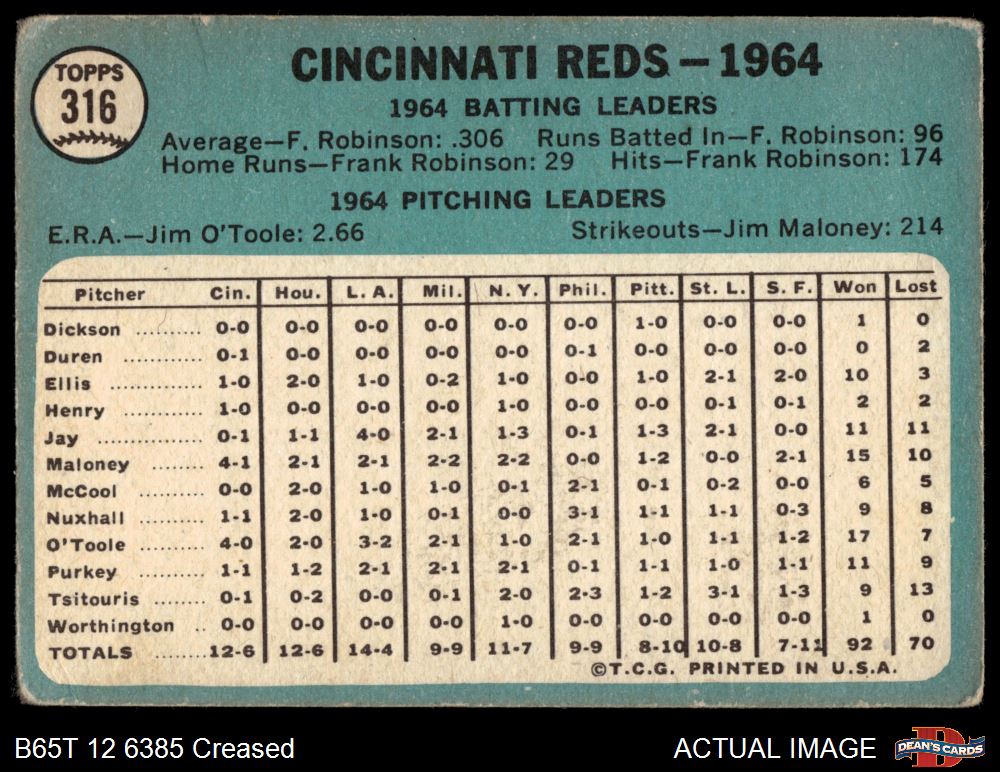 TOPPS
316
CINCINNATI REDS – 1964
1964 BATTING LEADERS
Average—F. Robinson: .306 Runs Batted In—F. Robinson: 96
Home Runs—Frank Robinson: 29 Hits—Frank Robinson: 174
1964 PITCHING LEADERS
E.R.A.—Jim O'Toole: 2.66 Strikeouts—Jim Maloney: 214
Pitcher Cin. Hou. L. A. Mil. N. Y. Phil. Pitt. St. L. S. F. Won Lost
Dickson .......... 0-0 0-0 0-0 0-0 0-0 0-0 1-0 0-0 0-0 1 0
Duren ............ 0-1 0-0 0-0 0-0 0-0 0-1 0-0 0-0 0-0 0 2
Ellis .............. 1-0 2-0 1-0 0-2 1-0 0-0 1-0 2-1 2-0 10 3
Henry ............ 1-0 0-0 0-0 0-0 1-0 0-0 0-0 0-1 0-1 2 2
Jay ................ 0-1 1-1 4-0 2-1 1-3 0-1 1-3 2-1 0-0 11 11
Maloney ........ 4-1 2-1 2-1 2-2 2-2 0-0 1-2 0-0 2-1 15 10
McCool .......... 0-0 2-0 1-0 1-0 0-1 2-1 0-1 0-2 0-0 6 5
Nuxhall .......... 1-1 2-0 1-0 0-1 0-0 3-1 1-1 1-1 0-3 9 8
O'Toole .......... 4-0 2-0 3-2 2-1 1-0 2-1 1-0 1-1 1-2 17 7
Purkey .......... 1-1 1-2 2-1 2-1 2-1 0-1 1-1 1-0 1-1 11 9
Tsitouris ........ 0-1 0-2 0-0 0-1 2-0 2-3 1-2 3-1 1-3 9 13
Worthington .. 0-0 0-0 0-0 0-0 1-0 0-0 0-0 0-0 0-0 1 0
TOTALS ..........12-6 12-6 14-4 9-9 11-7 9-9 8-10 10-8 7-11 92 70
©T.C.G. PRINTED IN U.S.A.
B65T 12 6385 Creased ACTUAL IMAGE
DEAN'S CARDS